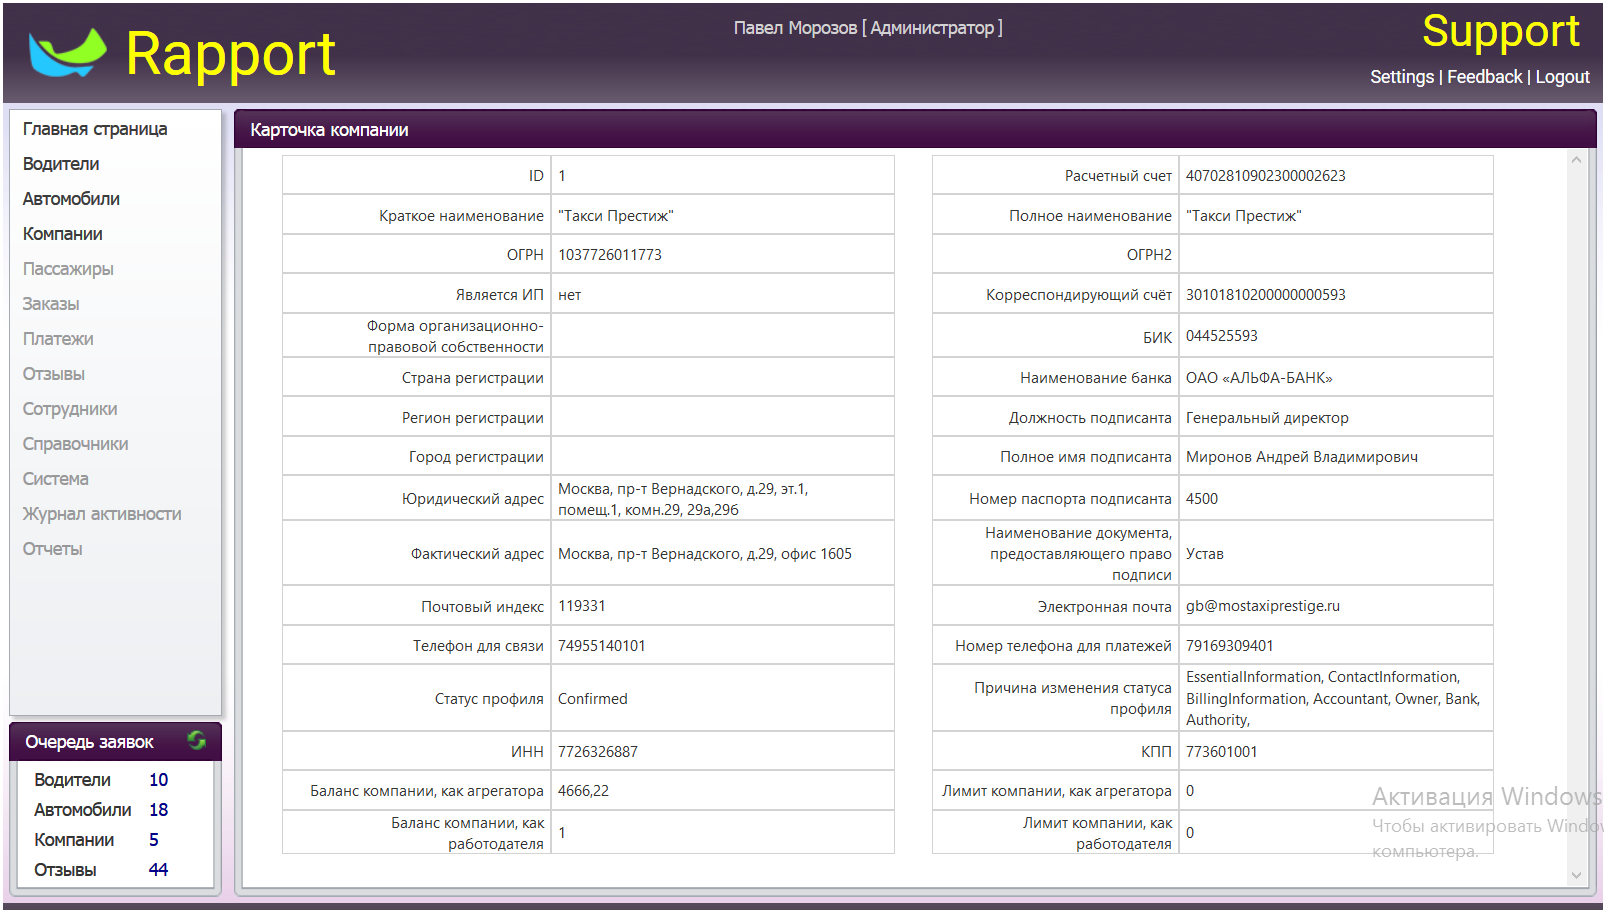 Rapport
Павел Морозов [ Администратор ]
Support
Settings | Feedback | Logout
Главная страница
Водители
Автомобили
Компании
Пассажиры
Заказы
Платежи
Отзывы
Сотрудники
Справочники
Система
Журнал активности
Отчеты
Очередь заявок
Водители 10
Автомобили 18
Компании 5
Отзывы 44
Карточка компании
ID 1
Краткое наименование "Такси Престиж"
ОГРН 1037726011773
Является ИП нет
Форма организационно-
правовой собственности
Страна регистрации
Регион регистрации
Город регистрации
Юридический адрес Москва, пр-т Вернадского, д.29, эт.1,
помещ.1, комн.29, 29а,29б
Фактический адрес Москва, пр-т Вернадского, д.29, офис 1605
Почтовый индекс 119331
Телефон для связи 74955140101
Статус профиля Confirmed
ИНН 7726326887
Баланс компании, как агрегатора 4666,22
Баланс компании, как
работодателя 1
Расчетный счет 40702810902300002623
Полное наименование "Такси Престиж"
ОГРН2
Корреспондирующий счёт 30101810200000000593
БИК 044525593
Наименование банка ОАО «АЛЬФА-БАНК»
Должность подписанта Генеральный директор
Полное имя подписанта Миронов Андрей Владимирович
Номер паспорта подписанта 4500
Наименование документа,
предоставляющего право
подписи Устав
Электронная почта gb@mostaxiprestige.ru
Номер телефона для платежей 79169309401
Причина изменения статуса
профиля EssentialInformation, ContactInformation,
BillingInformation, Accountant, Owner, Bank,
Authority,
КПП 773601001
Лимит компании, как агрегатора 0
Лимит компании, как
работодателя 0
Активация Windows
Чтобы активировать Windo
компьютера.